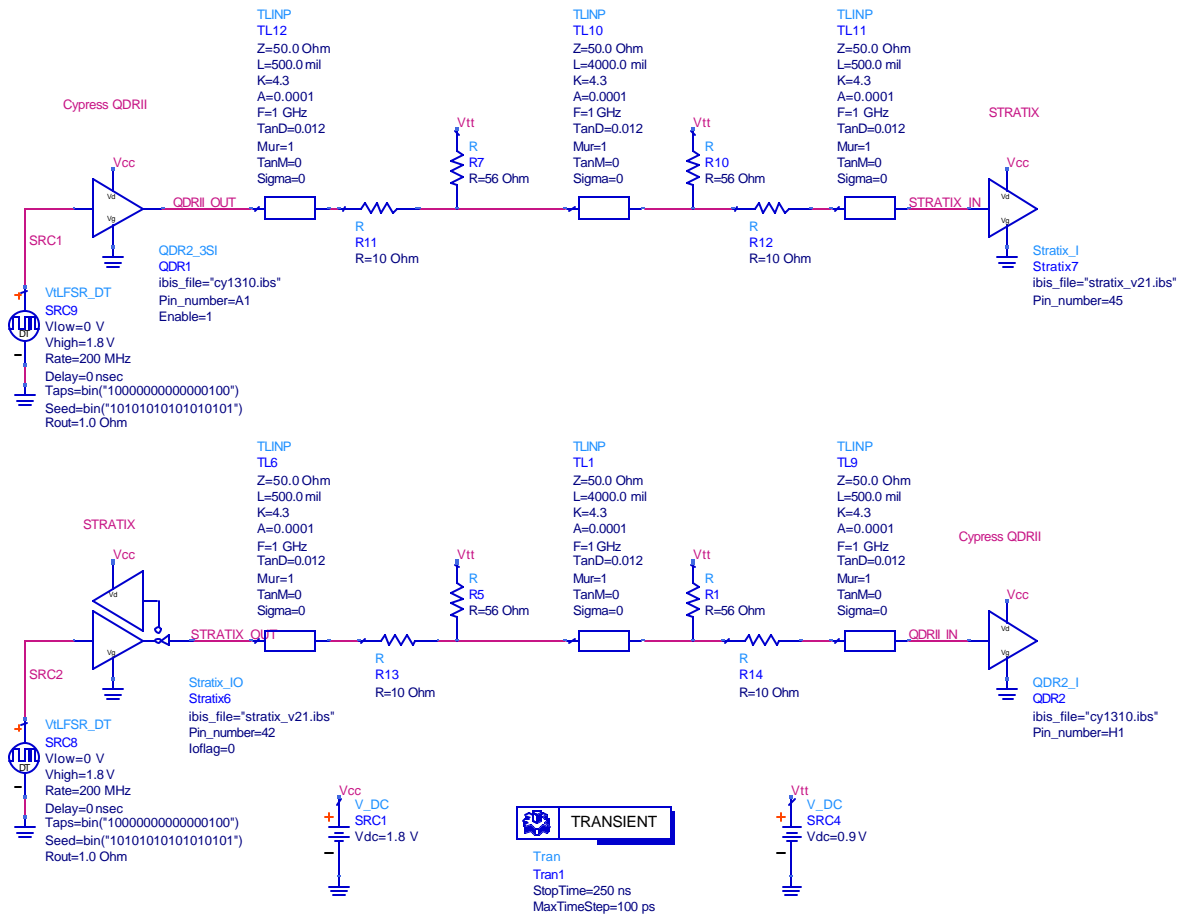 TLINP
TL12
Z=50.0 Ohm
L=500.0 mil
K=4.3
A=0.0001
F=1 GHz
TanD=0.012
Mur=1
TanM=0
Sigma=0
TLINP
TL10
Z=50.0 Ohm
L=4000.0 mil
K=4.3
A=0.0001
F=1 GHz
TanD=0.012
Mur=1
TanM=0
Sigma=0
TLINP
TL11
Z=50.0 Ohm
L=500.0 mil
K=4.3
A=0.0001
F=1 GHz
TanD=0.012
Mur=1
TanM=0
Sigma=0
Cypress QDRII
STRATIX
Vcc
Vd
Vg
QDRII_OUT
SRC1
R
R11
R=10 Ohm
Vtt
R
R7
R=56 Ohm
Vtt
R
R10
R=56 Ohm
R
R12
R=10 Ohm
STRATIX_IN
Vcc
Vd
Vg
QDR2_3SI
QDR1
ibis_file="cy1310.ibs"
Pin_number=A1
Enable=1
Stratix_I
Stratix7
ibis_file="stratix_v21.ibs"
Pin_number=45
DT
VtLFSR_DT
SRC9
Vlow=0 V
Vhigh=1.8 V
Rate=200 MHz
Delay=0 nsec
Taps=bin("10000000000000100")
Seed=bin("10101010101010101")
Rout=1.0 Ohm
TLINP
TL6
Z=50.0 Ohm
L=500.0 mil
K=4.3
A=0.0001
F=1 GHz
TanD=0.012
Mur=1
TanM=0
Sigma=0
TLINP
TL1
Z=50.0 Ohm
L=4000.0 mil
K=4.3
A=0.0001
F=1 GHz
TanD=0.012
Mur=1
TanM=0
Sigma=0
TLINP
TL9
Z=50.0 Ohm
L=500.0 mil
K=4.3
A=0.0001
F=1 GHz
TanD=0.012
Mur=1
TanM=0
Sigma=0
STRATIX
Cypress QDRII
Vcc
Vd
Vg
STRATIX_OUT
SRC2
R
R13
R=10 Ohm
Vtt
R
R5
R=56 Ohm
Vtt
R
R1
R=56 Ohm
R
R14
R=10 Ohm
QDRII_IN
Vcc
Vd
Vg
Stratix_IO
Stratix6
ibis_file="stratix_v21.ibs"
Pin_number=42
Ioflag=0
QDR2_I
QDR2
ibis_file="cy1310.ibs"
Pin_number=H1
DT
VtLFSR_DT
SRC8
Vlow=0 V
Vhigh=1.8 V
Rate=200 MHz
Delay=0 nsec
Taps=bin("10000000000000100")
Seed=bin("10101010101010101")
Rout=1.0 Ohm
Vcc
V_DC
SRC1
Vdc=1.8 V
TRANSIENT
Tran
Tran1
StopTime=250 ns
MaxTimeStep=100 ps
Vtt
V_DC
SRC4
Vdc=0.9 V